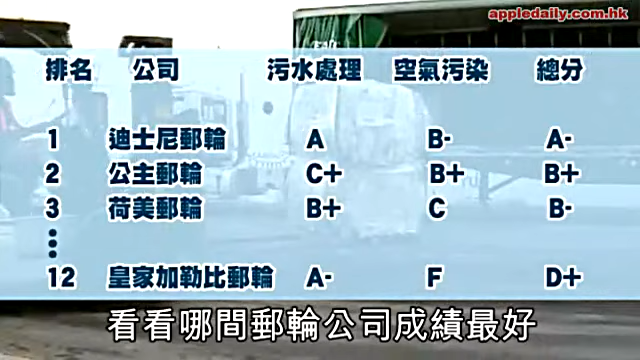 appledaily.com.hk
排名 公司 污水處理 空氣污染 總分
1 迪士尼郵輪 A B- A-
2 公主郵輪 C+ B+ B+
3 荷美郵輪 B+ C B-
12 皇家加勒比郵輪 A- F D+
看看哪間郵輪公司成績最好